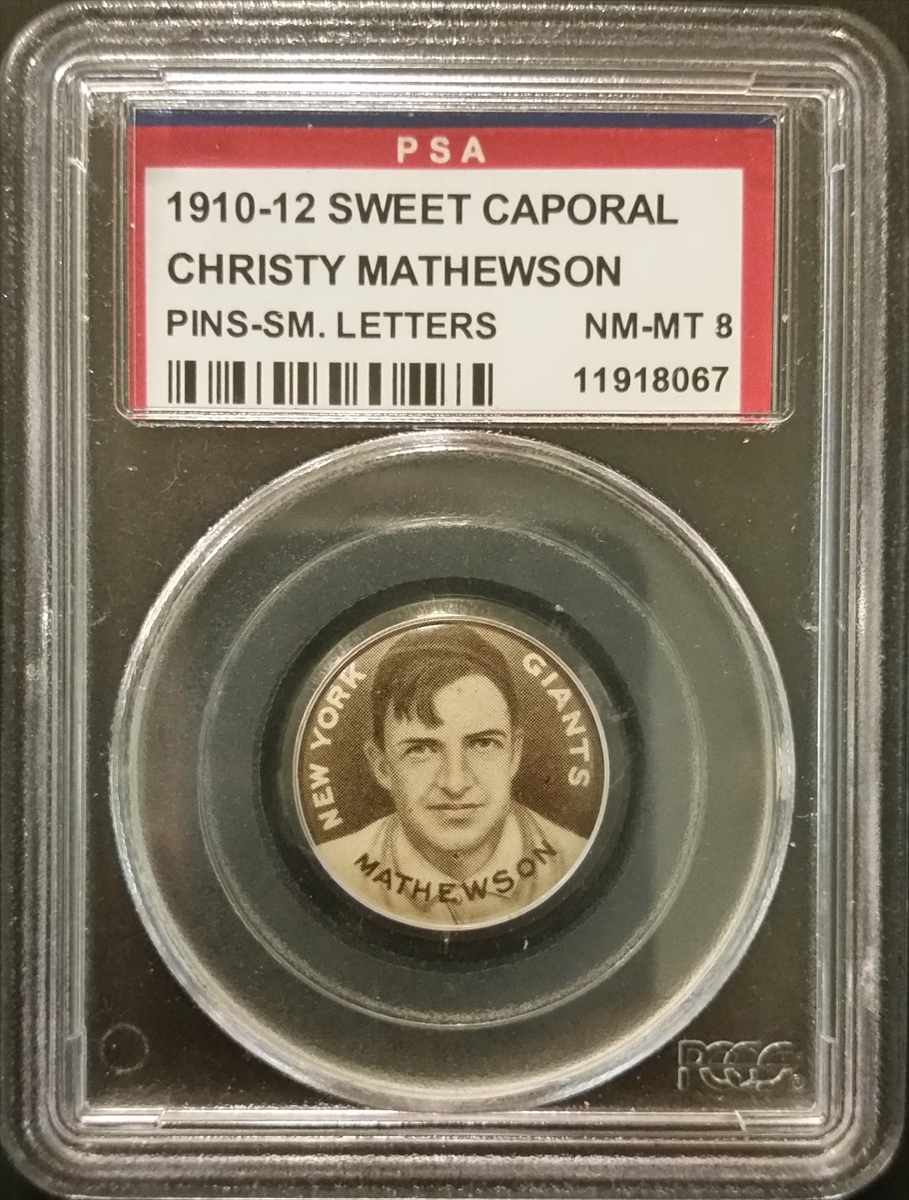 PSA
1910-12 SWEET CAPORAL
CHRISTY MATHEWSON
PINS-SM. LETTERS NM-MT 8
11918067
NEW YORK GIANTS
MATHEWSON
PCGS